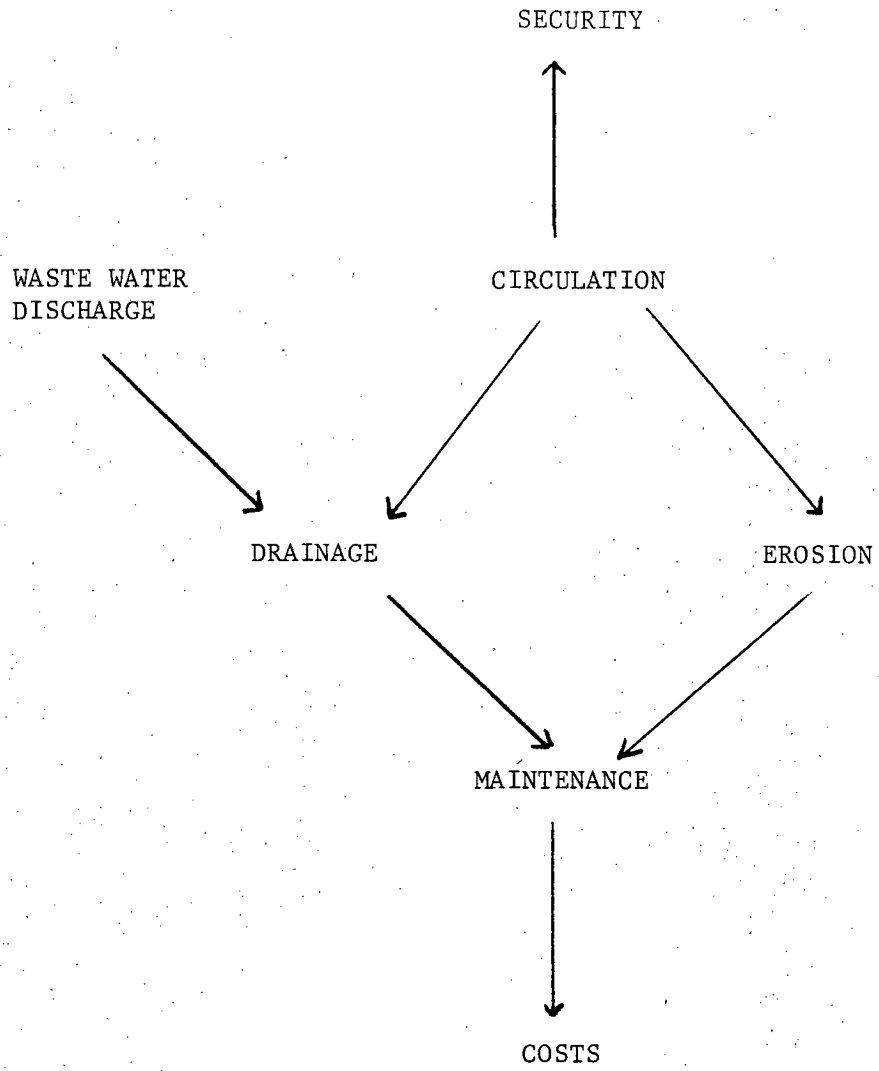 SECURITY
WASTE WATER
DISCHARGE
CIRCULATION
DRAINAGE
EROSION
MAINTENANCE
COSTS